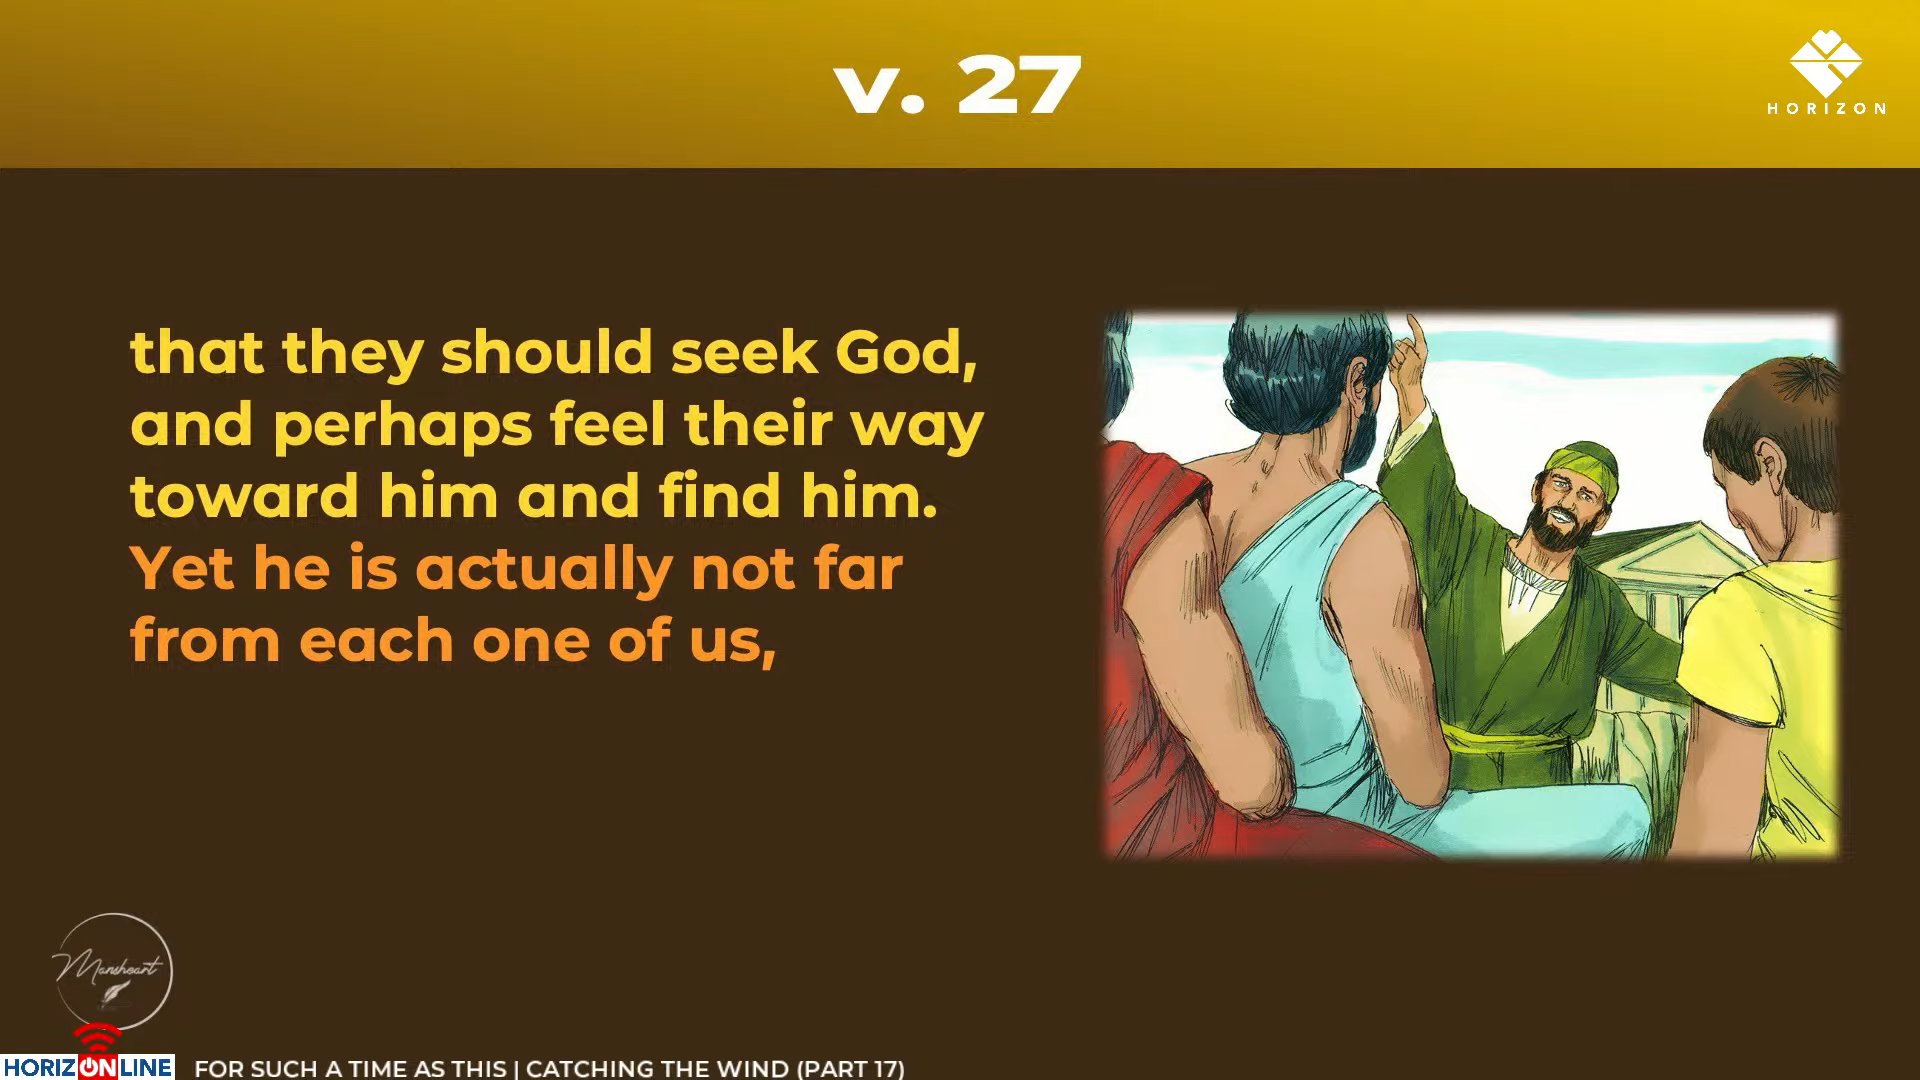 v. 27
HORIZON
that they should seek God,
and perhaps feel their way
toward him and find him.
Yet he is actually not far
from each one of us,
Mansheart
HORIZONLINE
FOR SUCH A TIME AS THIS | CATCHING THE WIND (PART 17)